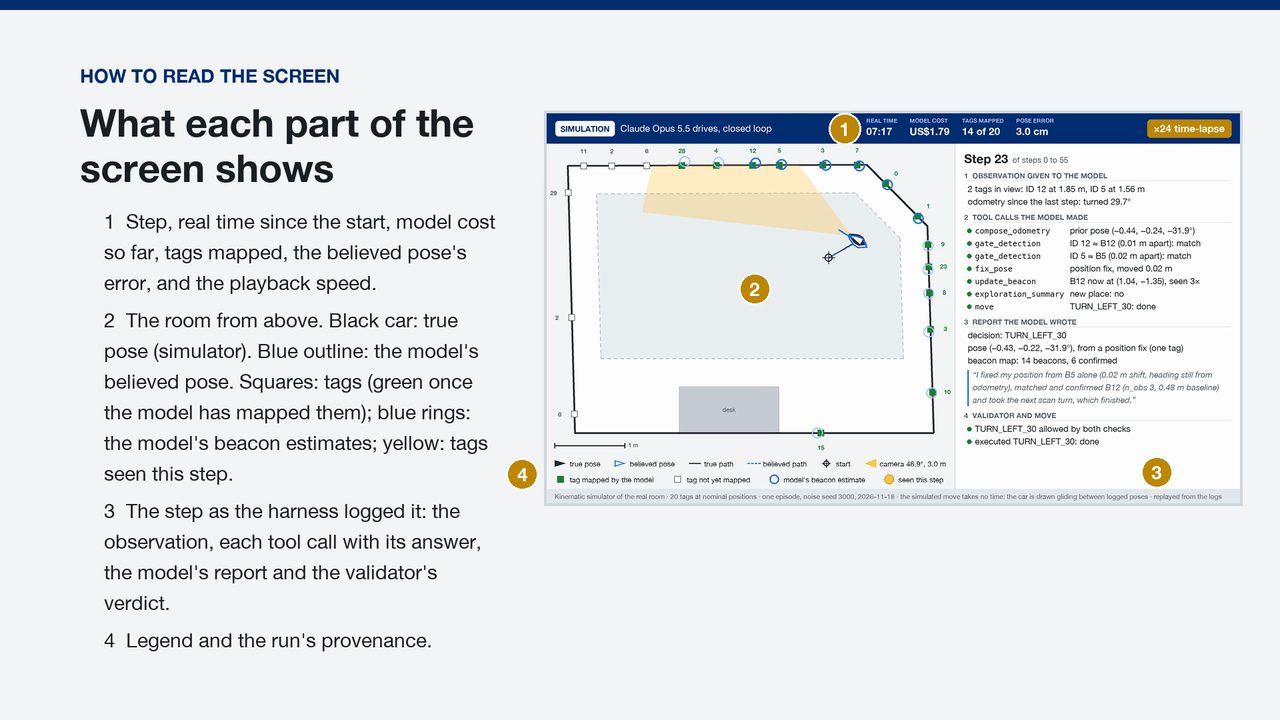 HOW TO READ THE SCREEN
What each part of the
screen shows
1 Step, real time since the start, model cost
so far, tags mapped, the believed pose's
error, and the playback speed.
2 The room from above. Black car: true
pose (simulator). Blue outline: the model's
believed pose. Squares: tags (green once
the model has mapped them); blue rings:
the model's beacon estimates; yellow: tags
seen this step.
3 The step as the harness logged it: the
observation, each tool call with its answer,
the model's report and the validator's
verdict.
4 Legend and the run's provenance.
SIMULATION Claude Opus 5.5 drives, closed loop
1
REAL TIME MODEL COST TAGS MAPPED POSE ERROR
07:17 US$1.79 14 of 20 3.0 cm
×24 time-lapse
11 2 6 28 4 12 5 3 7
0
29
1
9
23
2
8
3
2
10
0
desk
15
1 m
4
true pose believed pose true path believed path start camera 46.9°, 3.0 m
tag mapped by the model tag not yet mapped model's beacon estimate seen this step
Step 23 of steps 0 to 55
1 OBSERVATION GIVEN TO THE MODEL
2 tags in view: ID 12 at 1.85 m, ID 5 at 1.56 m
odometry since the last step: turned 29.7°
2 TOOL CALLS THE MODEL MADE
compose_odometry prior pose (−0.44, −0.24, −31.9°)
gate_detection ID 12 ≈ B12 (0.01 m apart): match
gate_detection ID 5 ≈ B5 (0.02 m apart): match
fix_pose position fix, moved 0.02 m
update_beacon B12 now at (1.04, −1.35), seen 3×
exploration_summary new place: no
move TURN_LEFT_30: done
3 REPORT THE MODEL WROTE
decision: TURN_LEFT_30
pose (−0.43, −0.22, −31.9°), from a position fix (one tag)
beacon map: 14 beacons, 6 confirmed
“I fixed my position from B5 alone (0.02 m shift, heading still from
odometry), matched and confirmed B12 (n_obs 3, 0.48 m baseline)
and took the next scan turn, which finished.”
4 VALIDATOR AND MOVE
TURN_LEFT_30 allowed by both checks
executed TURN_LEFT_30: done
3
Kinematic simulator of the real room · 20 tags at nominal positions · one episode, noise seed 3000, 2026-11-18 · the simulated move takes no time; the car is drawn gliding between logged poses · replayed from the logs